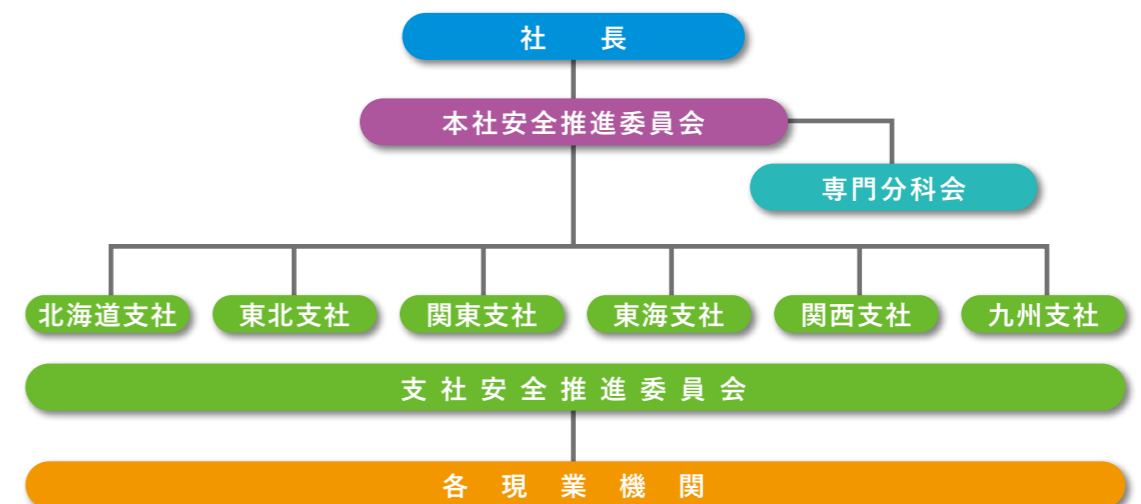 社長
本社安全推進委員会
専門分科会
北海道支社 東北支社 関東支社 東海支社 関西支社 九州支社
支社安全推進委員会
各現業機関